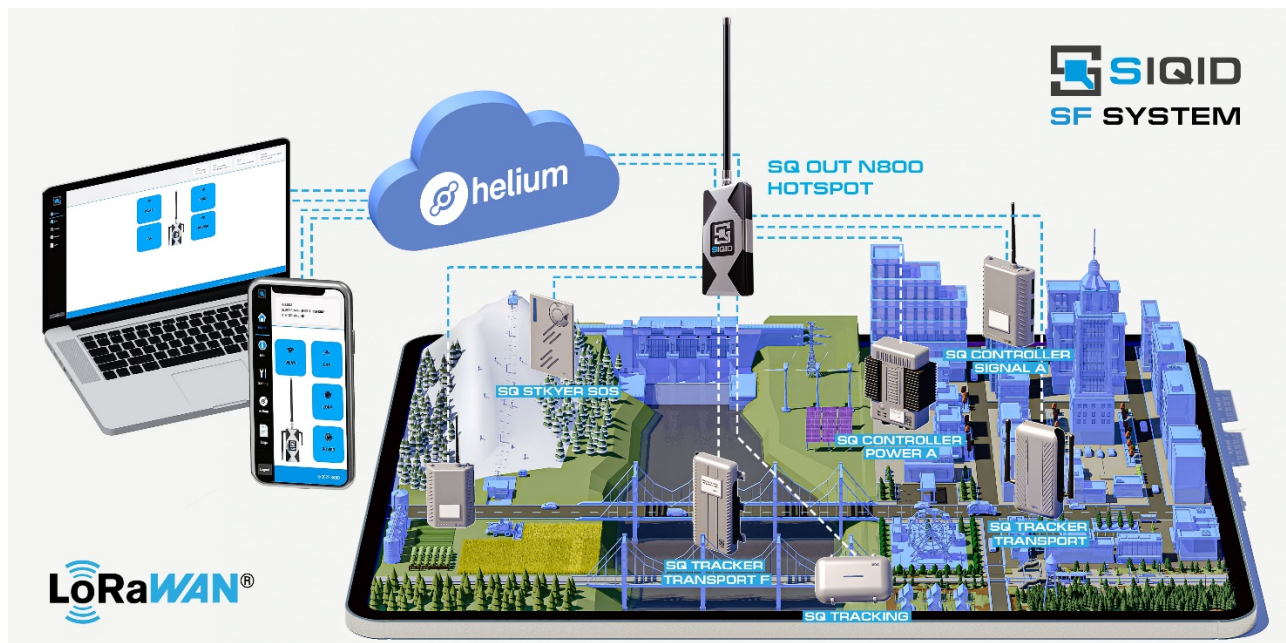 SIQID
SF SYSTEM
helium
SQ OUT N800
HOTSPOT
SIQID
SQ CONTROLLER
SIGNAL A
SQ STKYER SOS
SQ CONTROLLER
POWER A
SQ TRACKER
TRANSPORT
SQ TRACKER
TRANSPORT F
SQ TRACKING
LoRaWAN®